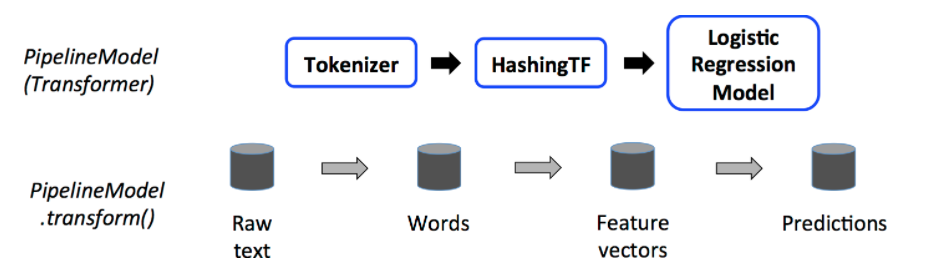 PipelineModel
(Transformer)
Tokenizer
HashingTF
Logistic
Regression
Model
PipelineModel
.transform()
Raw
text
Words
Feature
vectors
Predictions